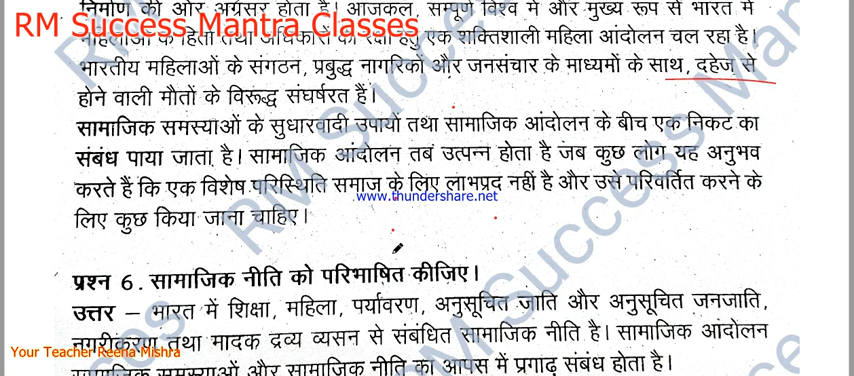 निर्माण की ओर अग्रसर होता है। आजकल, सम्पूर्ण विश्व में और मुख्य रूप से भारत में
RM Success Mantra Classes
महिलाओं के हितों तथा अधिकारों की रक्षा हेतु एक शक्तिशाली महिला आंदोलन चल रहा है।
भारतीय महिलाओं के संगठन, प्रबुद्ध नागरिकों और जनसंचार के माध्यमों के साथ, दहेज से
होने वाली मौतों के विरूद्ध संघर्षरत हैं।
सामाजिक समस्याओं के सुधारवादी उपायों तथा सामाजिक आंदोलन के बीच एक निकट का
संबंध पाया जाता है। सामाजिक आंदोलन तब उत्पन्न होता है जब कुछ लोग यह अनुभव
करते हैं कि एक विशेष परिस्थिति समाज के लिए लाभप्रद नहीं है और उसे परिवर्तित करने के
www.thundershare.net
लिए कुछ किया जाना चाहिए।
प्रश्न 6. सामाजिक नीति को परिभाषित कीजिए।
उत्तर – भारत में शिक्षा, महिला, पर्यावरण, अनुसूचित जाति और अनुसूचित जनजाति,
नगरीकरण तथा मादक द्रव्य व्यसन से संबंधित सामाजिक नीति है। सामाजिक आंदोलन
Your Teacher Reena Mishra
सामाजिक समस्याओं और सामाजिक नीति का आपस में प्रगाढ़ संबंध होता है।